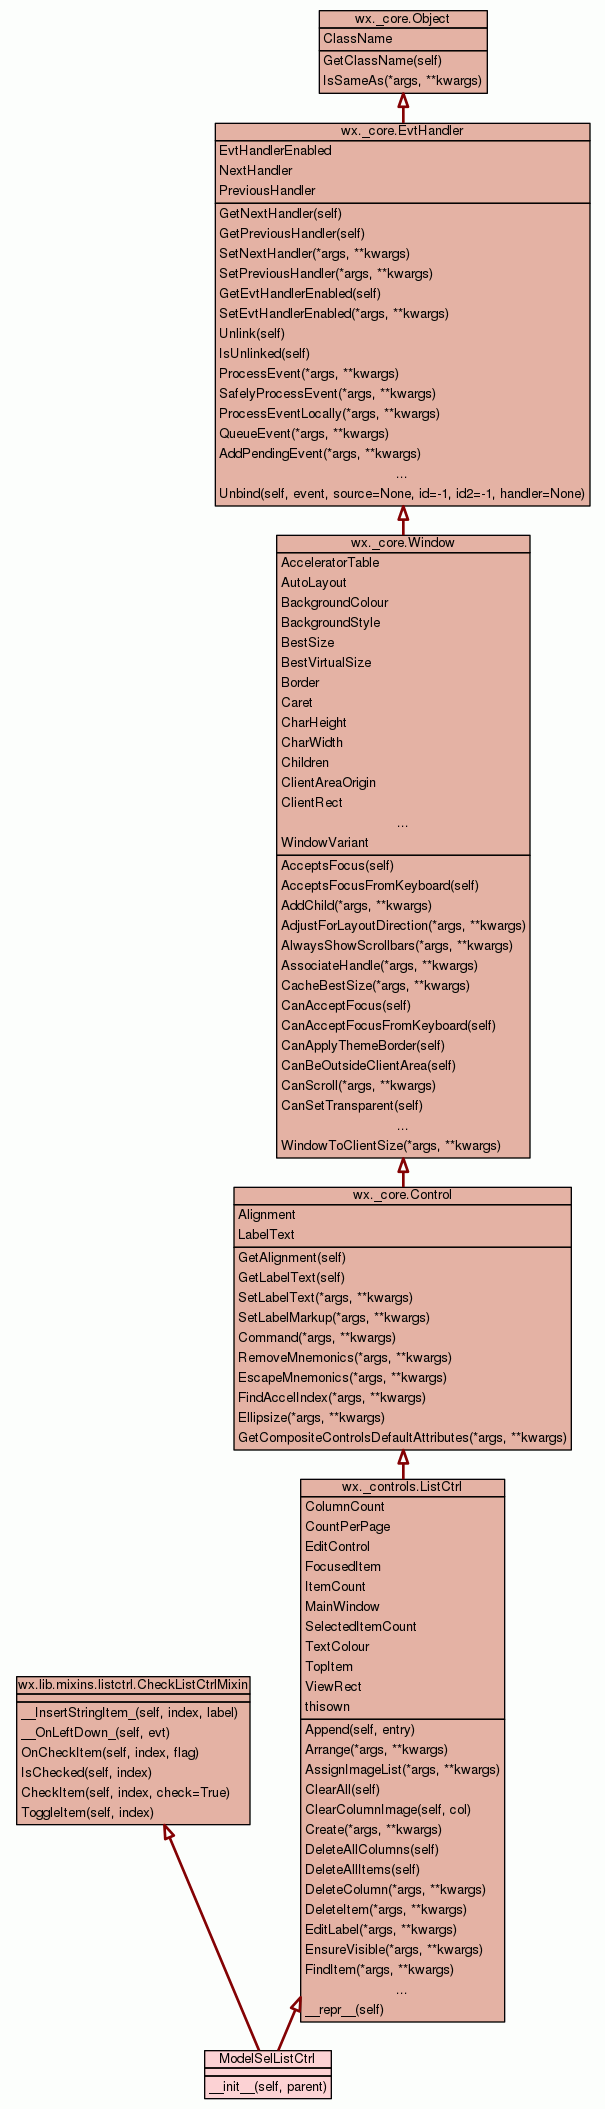 wx._core.Object
ClassName
GetClassName(self)
IsSameAs(*args, **kwargs)
wx._core.EvtHandler
EvtHandlerEnabled
NextHandler
PreviousHandler
GetNextHandler(self)
GetPreviousHandler(self)
SetNextHandler(*args, **kwargs)
SetPreviousHandler(*args, **kwargs)
GetEvtHandlerEnabled(self)
SetEvtHandlerEnabled(*args, **kwargs)
Unlink(self)
IsUnlinked(self)
ProcessEvent(*args, **kwargs)
SafelyProcessEvent(*args, **kwargs)
ProcessEventLocally(*args, **kwargs)
QueueEvent(*args, **kwargs)
AddPendingEvent(*args, **kwargs)
...
Unbind(self, event, source=None, id=-1, id2=-1, handler=None)
wx._core.Window
AcceleratorTable
AutoLayout
BackgroundColour
BackgroundStyle
BestSize
BestVirtualSize
Border
Caret
CharHeight
CharWidth
Children
ClientAreaOrigin
ClientRect
...
WindowVariant
AcceptsFocus(self)
AcceptsFocusFromKeyboard(self)
AddChild(*args, **kwargs)
AdjustForLayoutDirection(*args, **kwargs)
AlwaysShowScrollbars(*args, **kwargs)
AssociateHandle(*args, **kwargs)
CacheBestSize(*args, **kwargs)
CanAcceptFocus(self)
CanAcceptFocusFromKeyboard(self)
CanApplyThemeBorder(self)
CanBeOutsideClientArea(self)
CanScroll(*args, **kwargs)
CanSetTransparent(self)
...
WindowToClientSize(*args, **kwargs)
wx._core.Control
Alignment
LabelText
GetAlignment(self)
GetLabelText(self)
SetLabelText(*args, **kwargs)
SetLabelMarkup(*args, **kwargs)
Command(*args, **kwargs)
RemoveMnemonics(*args, **kwargs)
EscapeMnemonics(*args, **kwargs)
FindAccelIndex(*args, **kwargs)
Ellipsize(*args, **kwargs)
GetCompositeControlsDefaultAttributes(*args, **kwargs)
wx._controls.ListCtrl
ColumnCount
CountPerPage
EditControl
FocusedItem
ItemCount
MainWindow
SelectedItemCount
TextColour
TopItem
ViewRect
thisown
Append(self, entry)
Arrange(*args, **kwargs)
AssignImageList(*args, **kwargs)
ClearAll(self)
ClearColumnImage(self, col)
Create(*args, **kwargs)
DeleteAllColumns(self)
DeleteAllItems(self)
DeleteColumn(*args, **kwargs)
DeleteItem(*args, **kwargs)
EditLabel(*args, **kwargs)
EnsureVisible(*args, **kwargs)
FindItem(*args, **kwargs)
...
__repr__(self)
wx.lib.mixins.listctrl.CheckListCtrlMixin
__InsertStringItem_(self, index, label)
__OnLeftDown_(self, evt)
OnCheckItem(self, index, flag)
IsChecked(self, index)
CheckItem(self, index, check=True)
ToggleItem(self, index)
ModelSelListCtrl
__init__(self, parent)